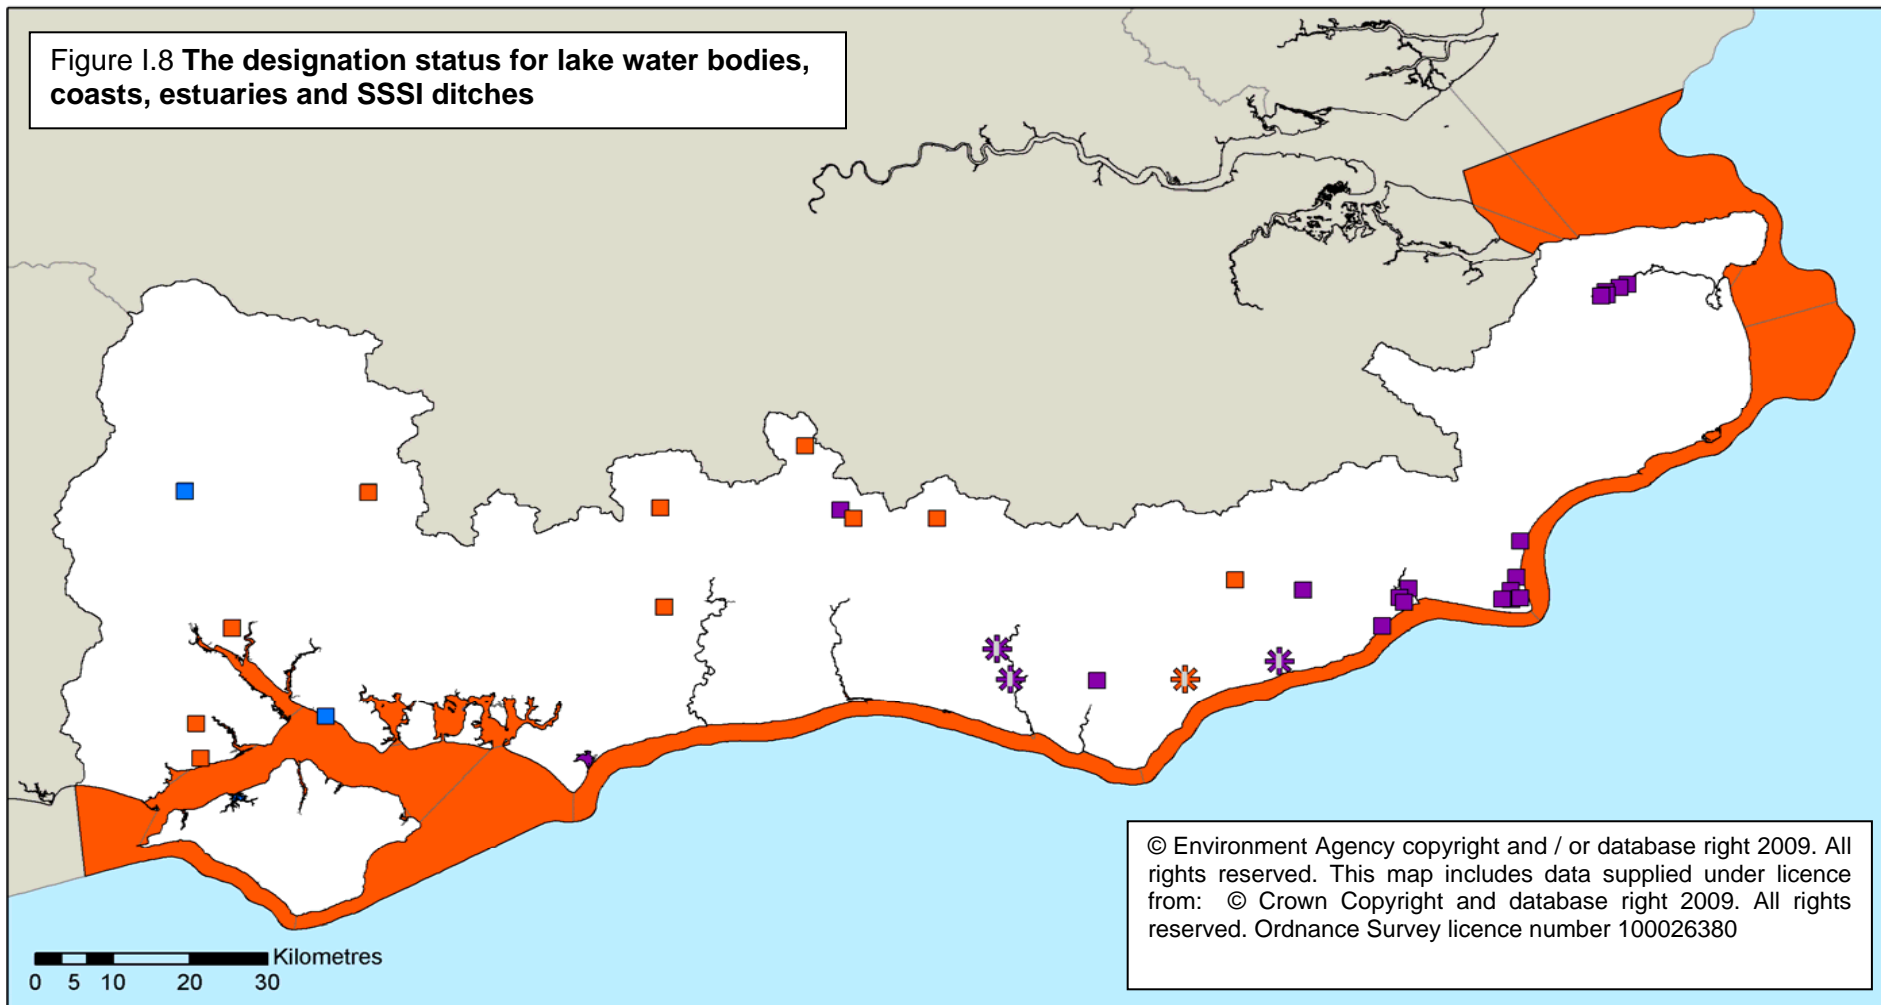 Figure I.8 The designation status for lake water bodies,
coasts, estuaries and SSSI ditches
© Environment Agency copyright and / or database right 2009. All
rights reserved. This map includes data supplied under licence
from: © Crown Copyright and database right 2009. All rights
reserved. Ordnance Survey licence number 100026380
Kilometres
0 5 10 20 30